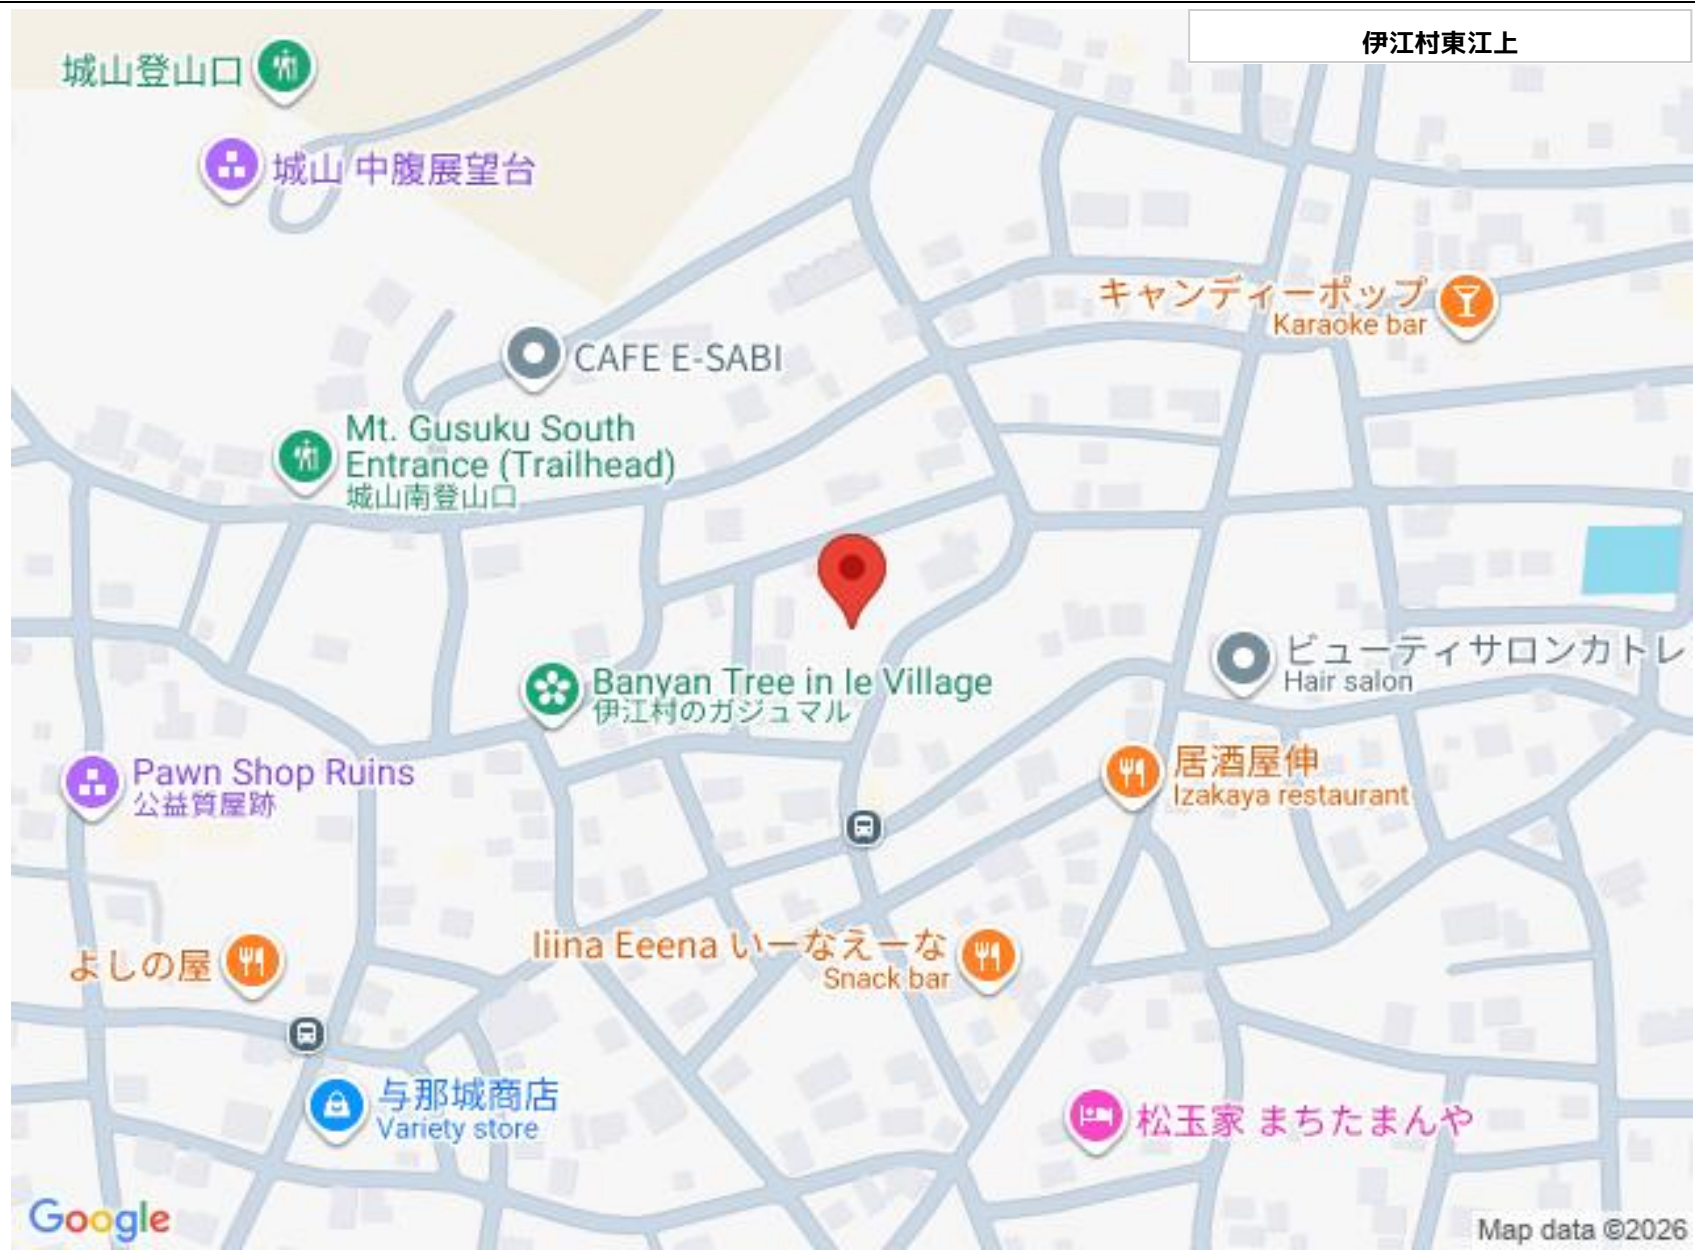 伊江村東江上
城山登山口
城山 中腹展望台
キャンディーポップ
Karaoke bar
CAFE E-SABI
Mt. Gusuku South
Entrance (Trailhead)
城山南登山口
ビューティサロンカトレ
Hair salon
Banyan Tree in Ie Village
伊江村のガジュマル
居酒屋伸
Izakaya restaurant
Pawn Shop Ruins
公益質屋跡
Iiina Eeena いーなえーな
Snack bar
よしの屋
与那城商店
Variety store
松玉家 まちたまんや
Google
Map data ©2026